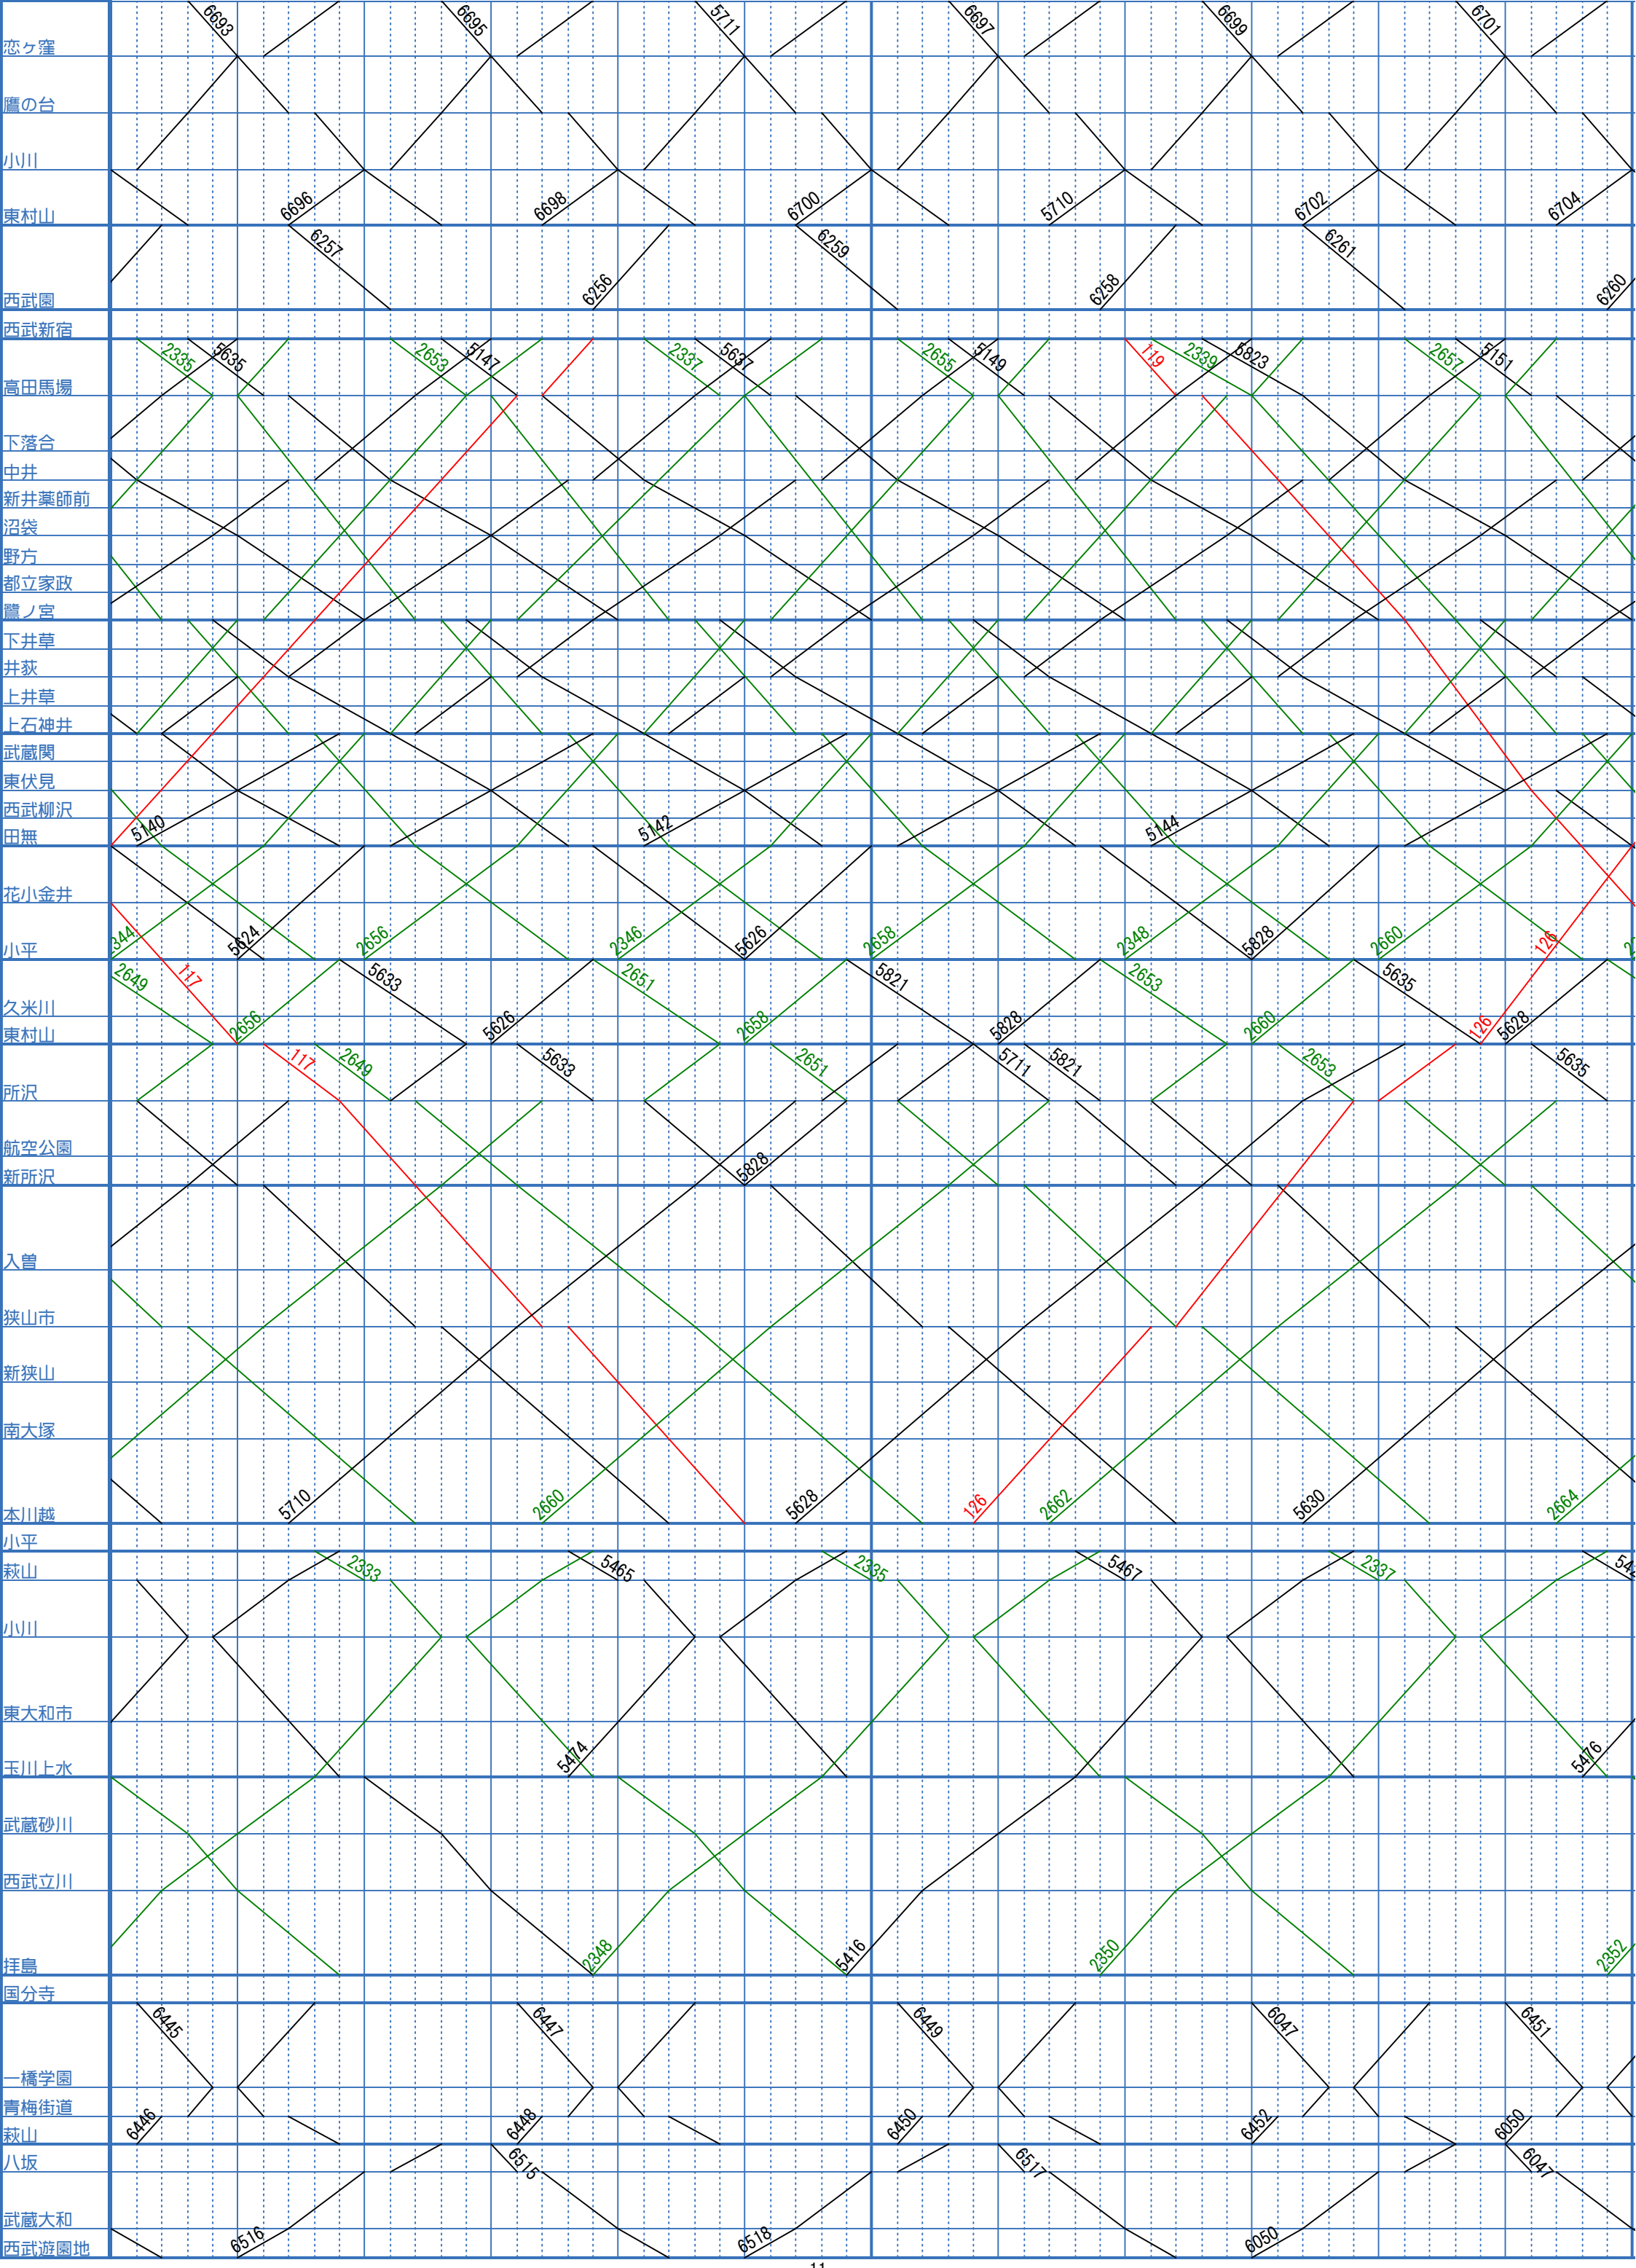 6693 6695 5711 6697 6699 6701
恋ヶ窪
鷹の台
小川
東村山 6696 6698 6700 5710 6702 6704
6257 6259 6261
西武園 6256 6258 6260
西武新宿
2335 5635 2653 5147 2337 5637 2655 5149 119 2339 5823 2657 5151
高田馬場
下落合
中井
新井薬師前
沼袋
野方
都立家政
鷺ノ宮
下井草
井荻
上井草
上石神井
武蔵関
東伏見
西武柳沢
田無 5140 5142 5144
花小金井
小平 2344 5624 2656 2346 5626 2658 2348 5828 2660 126
2649 117 5633 2651 5821 2653 5635
久米川
東村山 2656 5626 2658 5828 2660 126 5628
117 2649 5633 2651 5711 5821 2653 5635
所沢
航空公園
新所沢 5828
入曽
狭山市
新狭山
南大塚
本川越 5710 2660 5628 126 2662 5630 2664
小平
萩山 2333 5465 2335 5467 2337
小川
東大和市
玉川上水 5474 5476
武蔵砂川
西武立川
拝島 2348 5416 2350 2352
国分寺
6445 6447 6449 6047 6451
一橋学園
青梅街道
萩山 6446 6448 6450 6452 6050
八坂 6515 6517 6047
武蔵大和
西武遊園地 6516 6518 6050